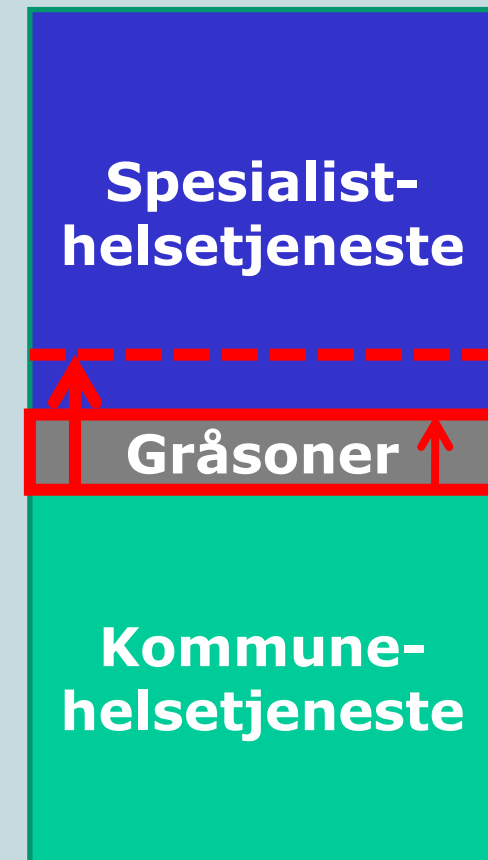 Spesialist-
helsetjeneste
Gråsoner
Kommune-
helsetjeneste